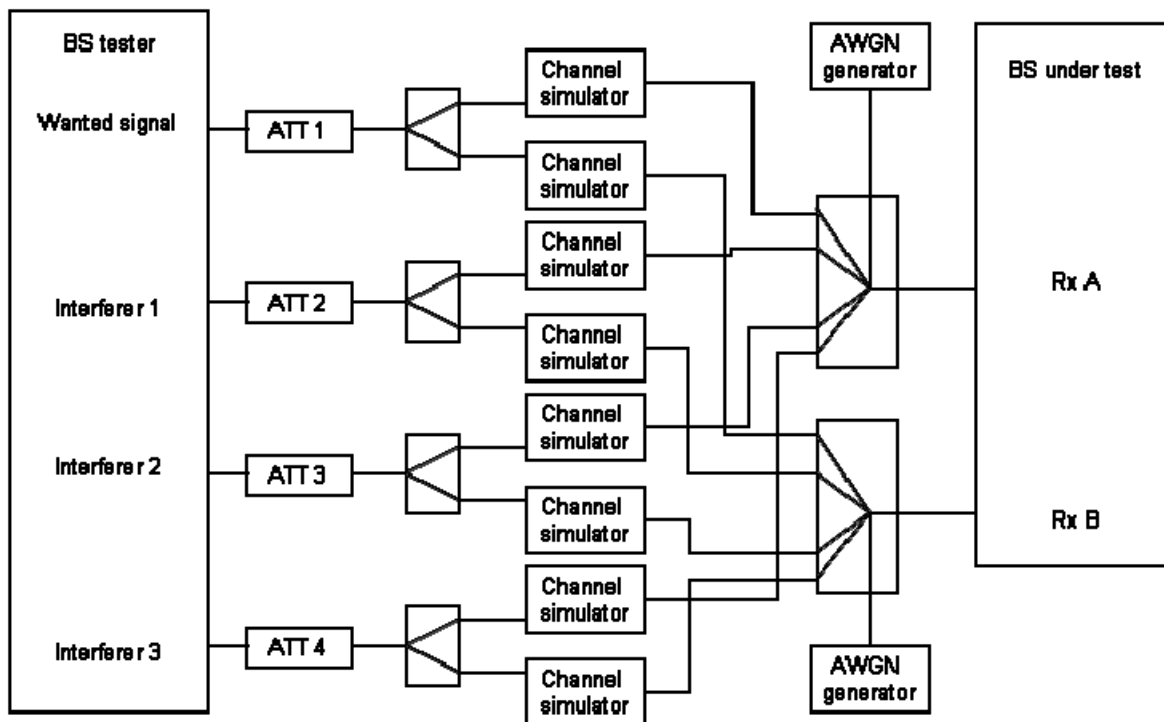 BS tester
Wanted signal
Interferer 1
Interferer 2
Interferer 3
ATT 1
ATT 2
ATT 3
ATT 4
Channel
simulator
Channel
simulator
Channel
simulator
Channel
simulator
Channel
simulator
Channel
simulator
Channel
simulator
Channel
simulator
AWGN
generator
AWGN
generator
BS under test
Rx A
Rx B